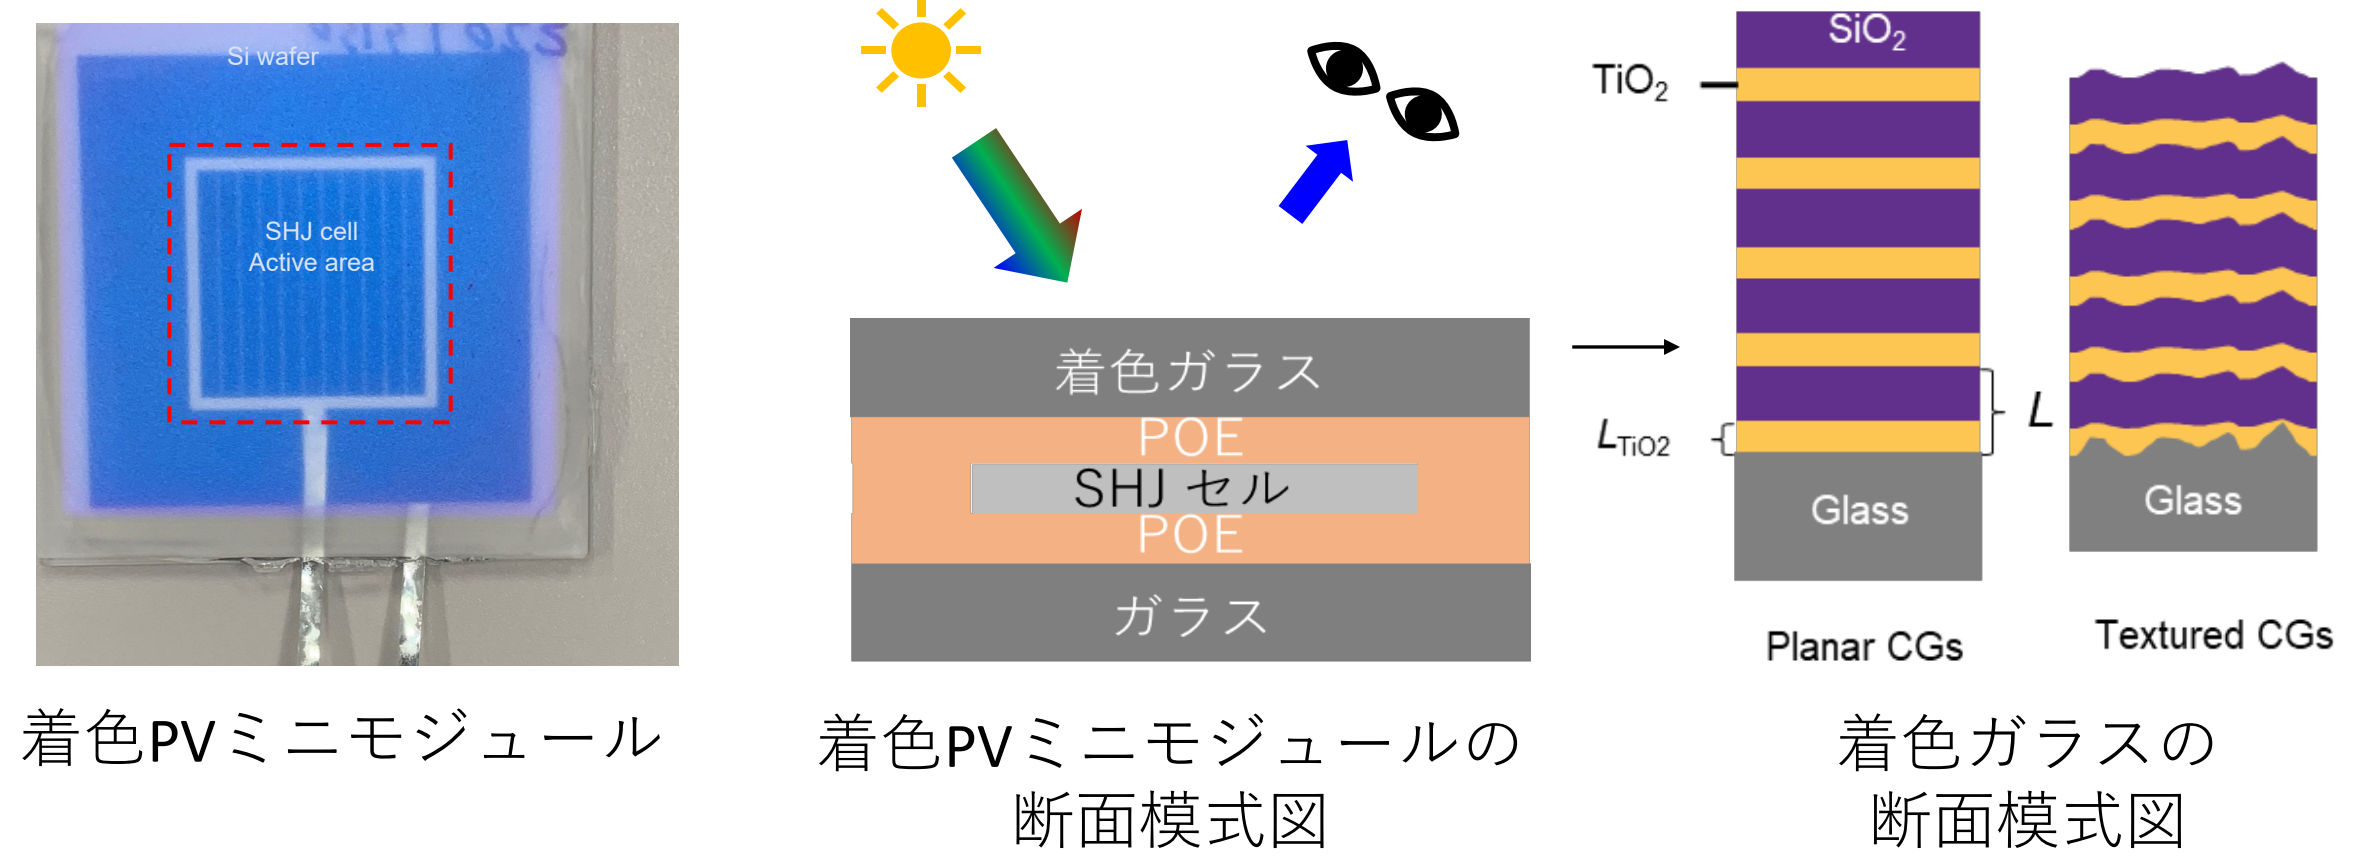 Si wafer
SHJ cell
Active area
着色PVミニモジュール
着色ガラス
POE
SHJ セル
POE
ガラス
着色PVミニモジュールの
断面模式図
SiO2
TiO2
L
LTiO2
Glass
Planar CGs
Glass
Textured CGs
着色ガラスの
断面模式図